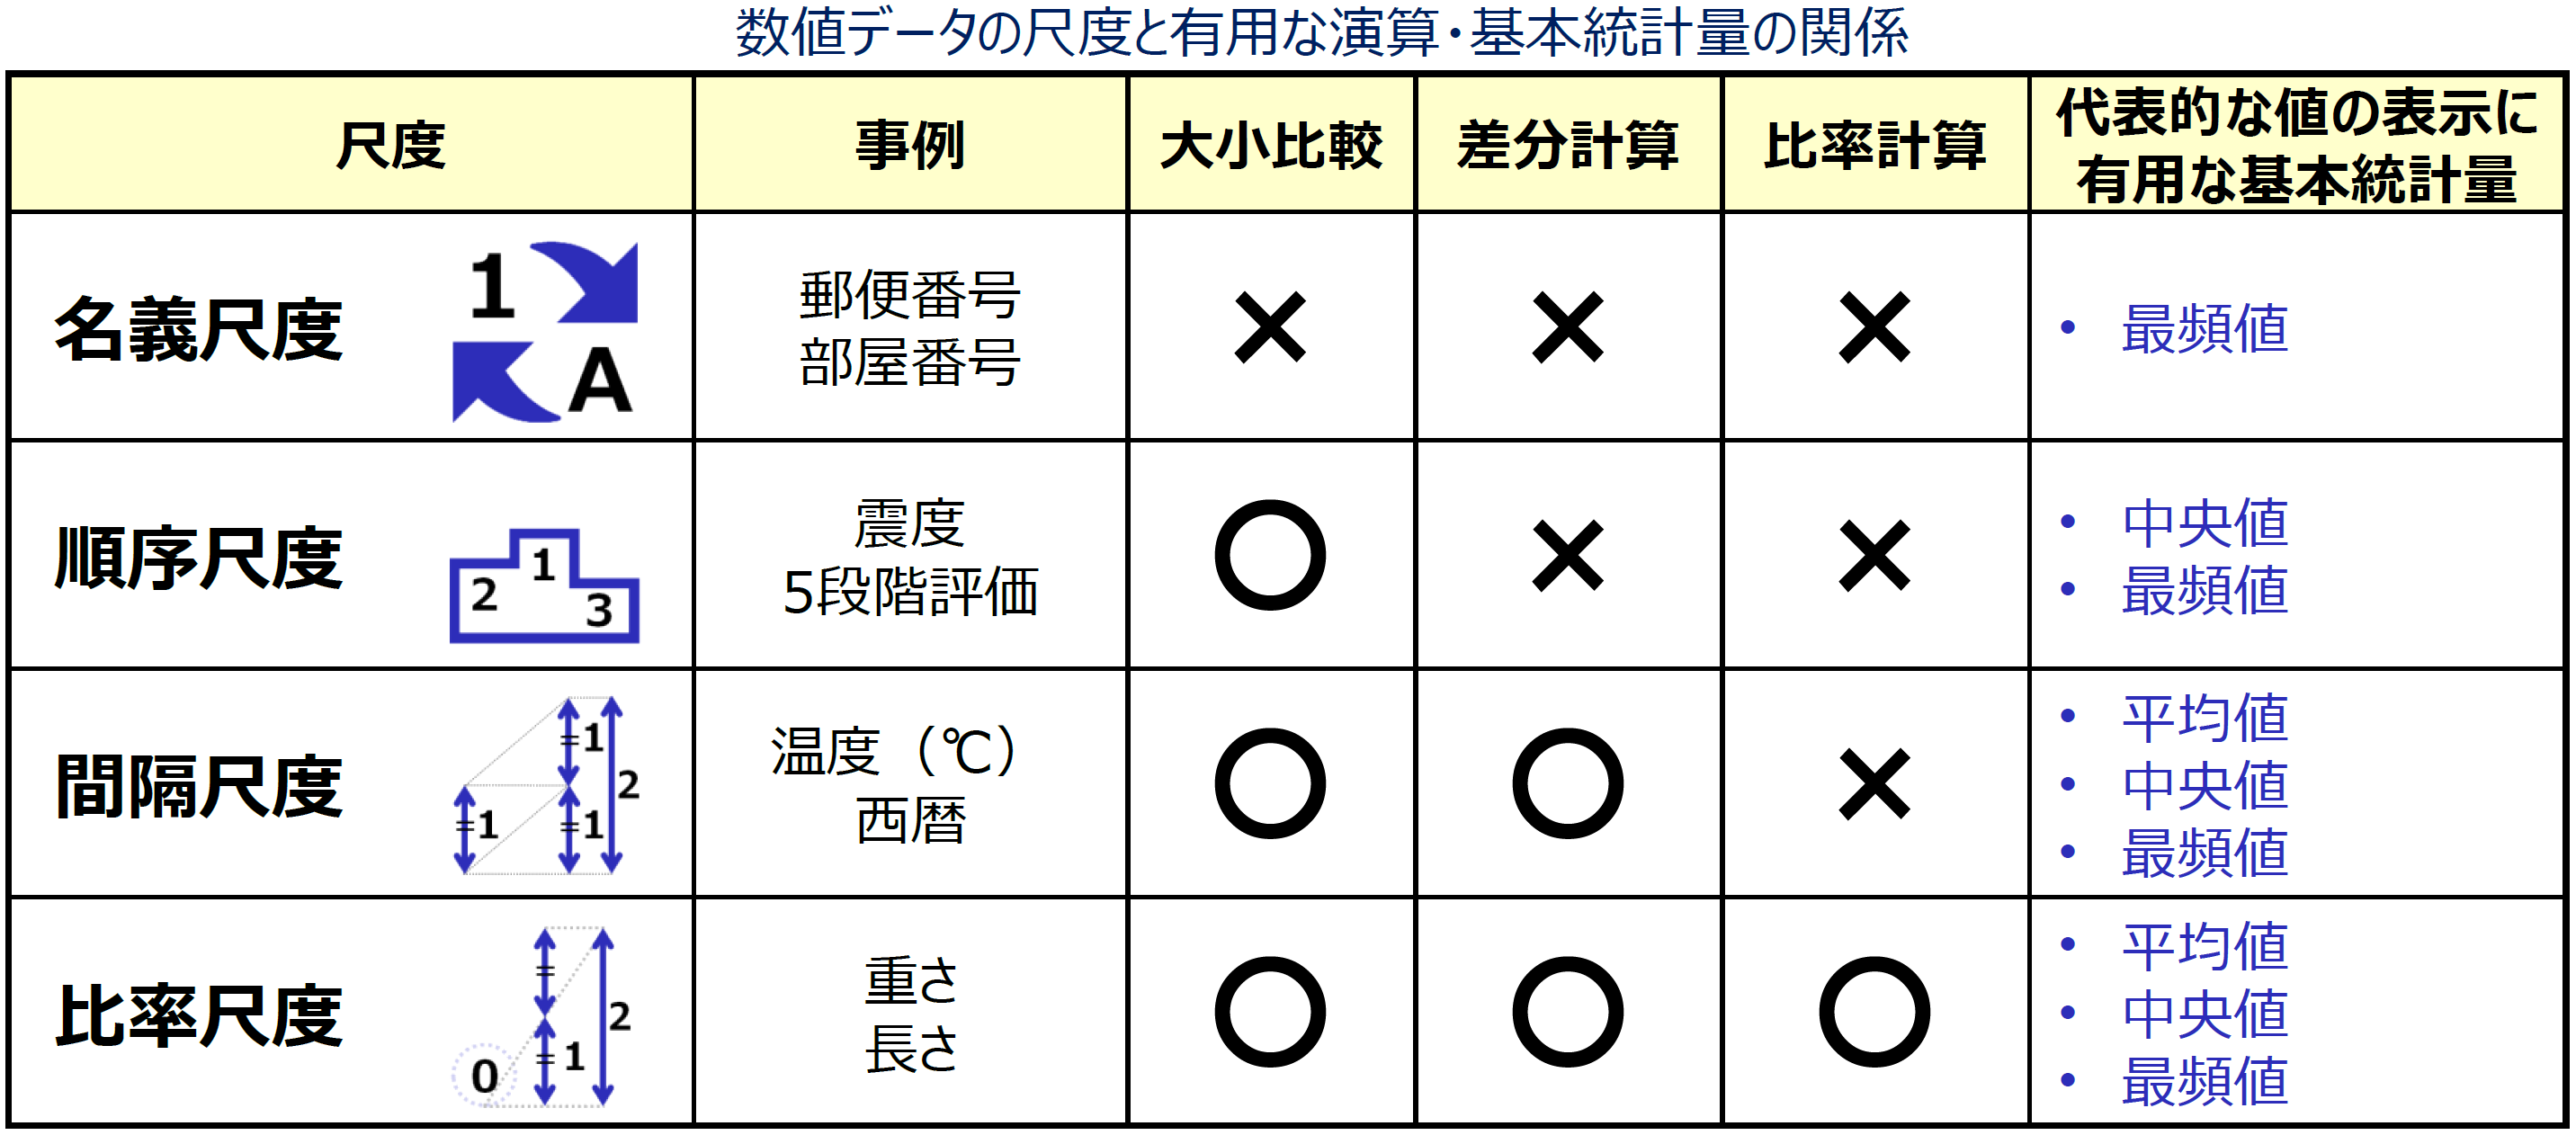 数値データの尺度と有用な演算・基本統計量の関係
尺度
事例
大小比較
差分計算
比率計算
代表的な値の表示に
有用な基本統計量
名義尺度
1
A
郵便番号
部屋番号
×
×
×
• 最頻値
順序尺度
1
2
3
震度
5段階評価
○
×
×
• 中央値
• 最頻値
間隔尺度
=1
2
=1
=1
温度（℃）
西暦
○
○
×
• 平均値
• 中央値
• 最頻値
比率尺度
=
2
=1
0
重さ
長さ
○
○
○
• 平均値
• 中央値
• 最頻値